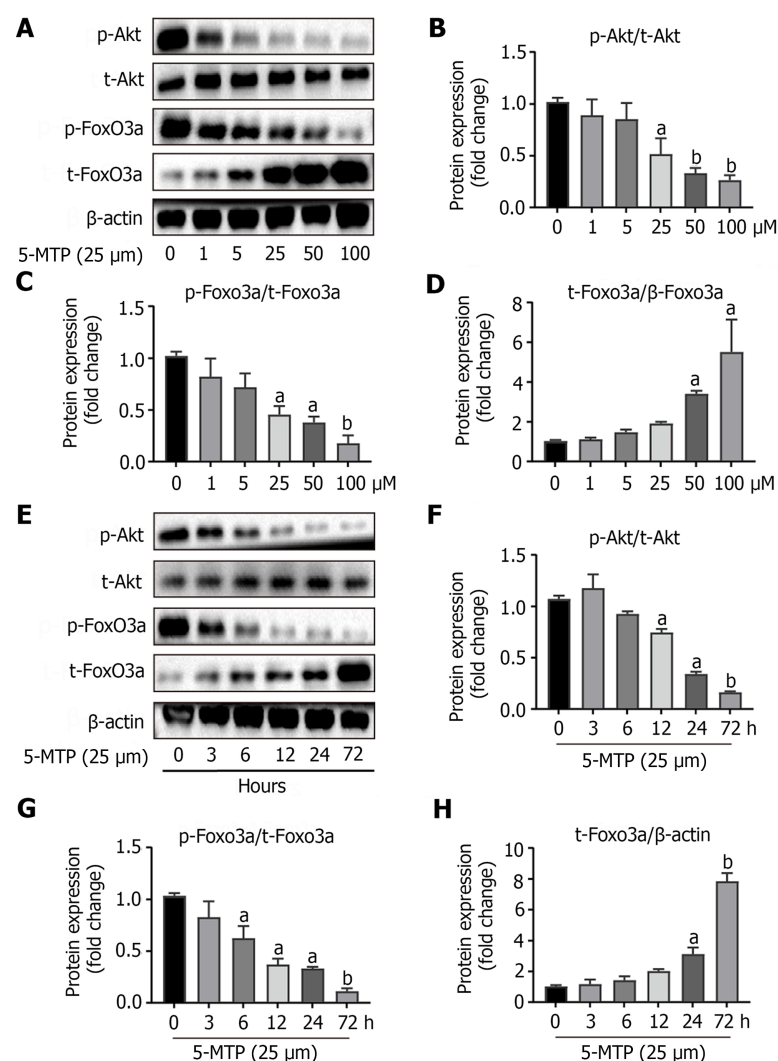 A
p-Akt
t-Akt
p-FoxO3a
t-FoxO3a
β-actin
5-MTP (25 μm) 0 1 5 25 50 100
B
p-Akt/t-Akt
Protein expression
(fold change)
1.5
1.0
0.5
0.0
a
b
b
0 1 5 25 50 100 μM
C
p-Foxo3a/t-Foxo3a
Protein expression
(fold change)
1.5
1.0
0.5
0.0
a
a
b
0 1 5 25 50 100 μM
D
t-Foxo3a/β-Foxo3a
Protein expression
(fold change)
8
6
4
2
0
a
a
0 1 5 25 50 100 μM
E
p-Akt
t-Akt
p-FoxO3a
t-FoxO3a
β-actin
5-MTP (25 μm) 0 3 6 12 24 72
Hours
F
p-Akt/t-Akt
Protein expression
(fold change)
1.5
1.0
0.5
0.0
a
a
b
0 3 6 12 24 72 h
5-MTP (25 μm)
G
p-Foxo3a/t-Foxo3a
Protein expression
(fold change)
1.5
1.0
0.5
0.0
a
a
a
b
0 3 6 12 24 72 h
5-MTP (25 μm)
H
t-Foxo3a/β-actin
Protein expression
(fold change)
10
8
6
4
2
0
a
b
0 3 6 12 24 72 h
5-MTP (25 μm)